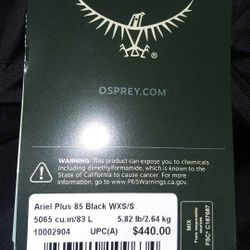 OSPREY.COM
WARNING:
This product can expose you to chemicals
including dimethylformamide, which is known to the
State of California to cause cancer. For more
information, go to www.P65Warnings.ca.gov.
Ariel Plus 85 Black WXS/S
5065 cu.in/83 L 5.82 lb/2.64 kg
10002904 UPC(A) $440.00
MIX
FSC® C187687